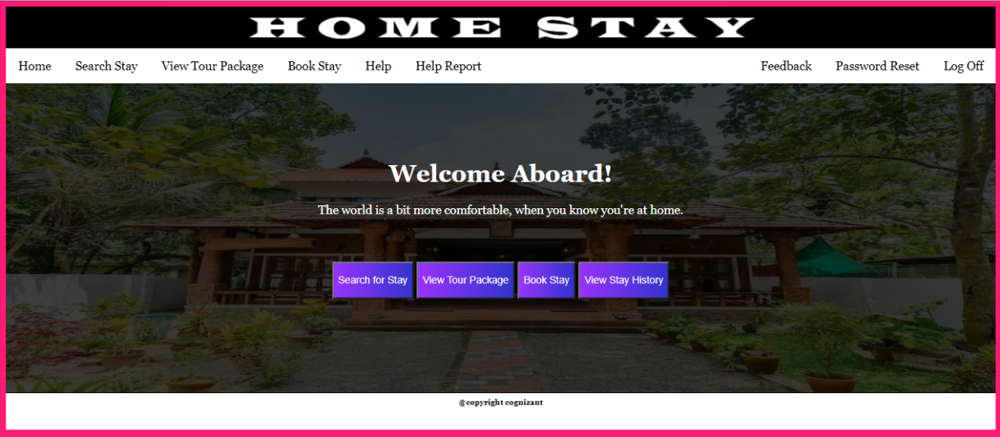 HOME STAY
Home Search Stay View Tour Package Book Stay Help Help Report Feedback Password Reset Log Off
Welcome Aboard!
The world is a bit more comfortable, when you know you're at home.
Search for Stay View Tour Package Book Stay View Stay History
@copyright cognizant